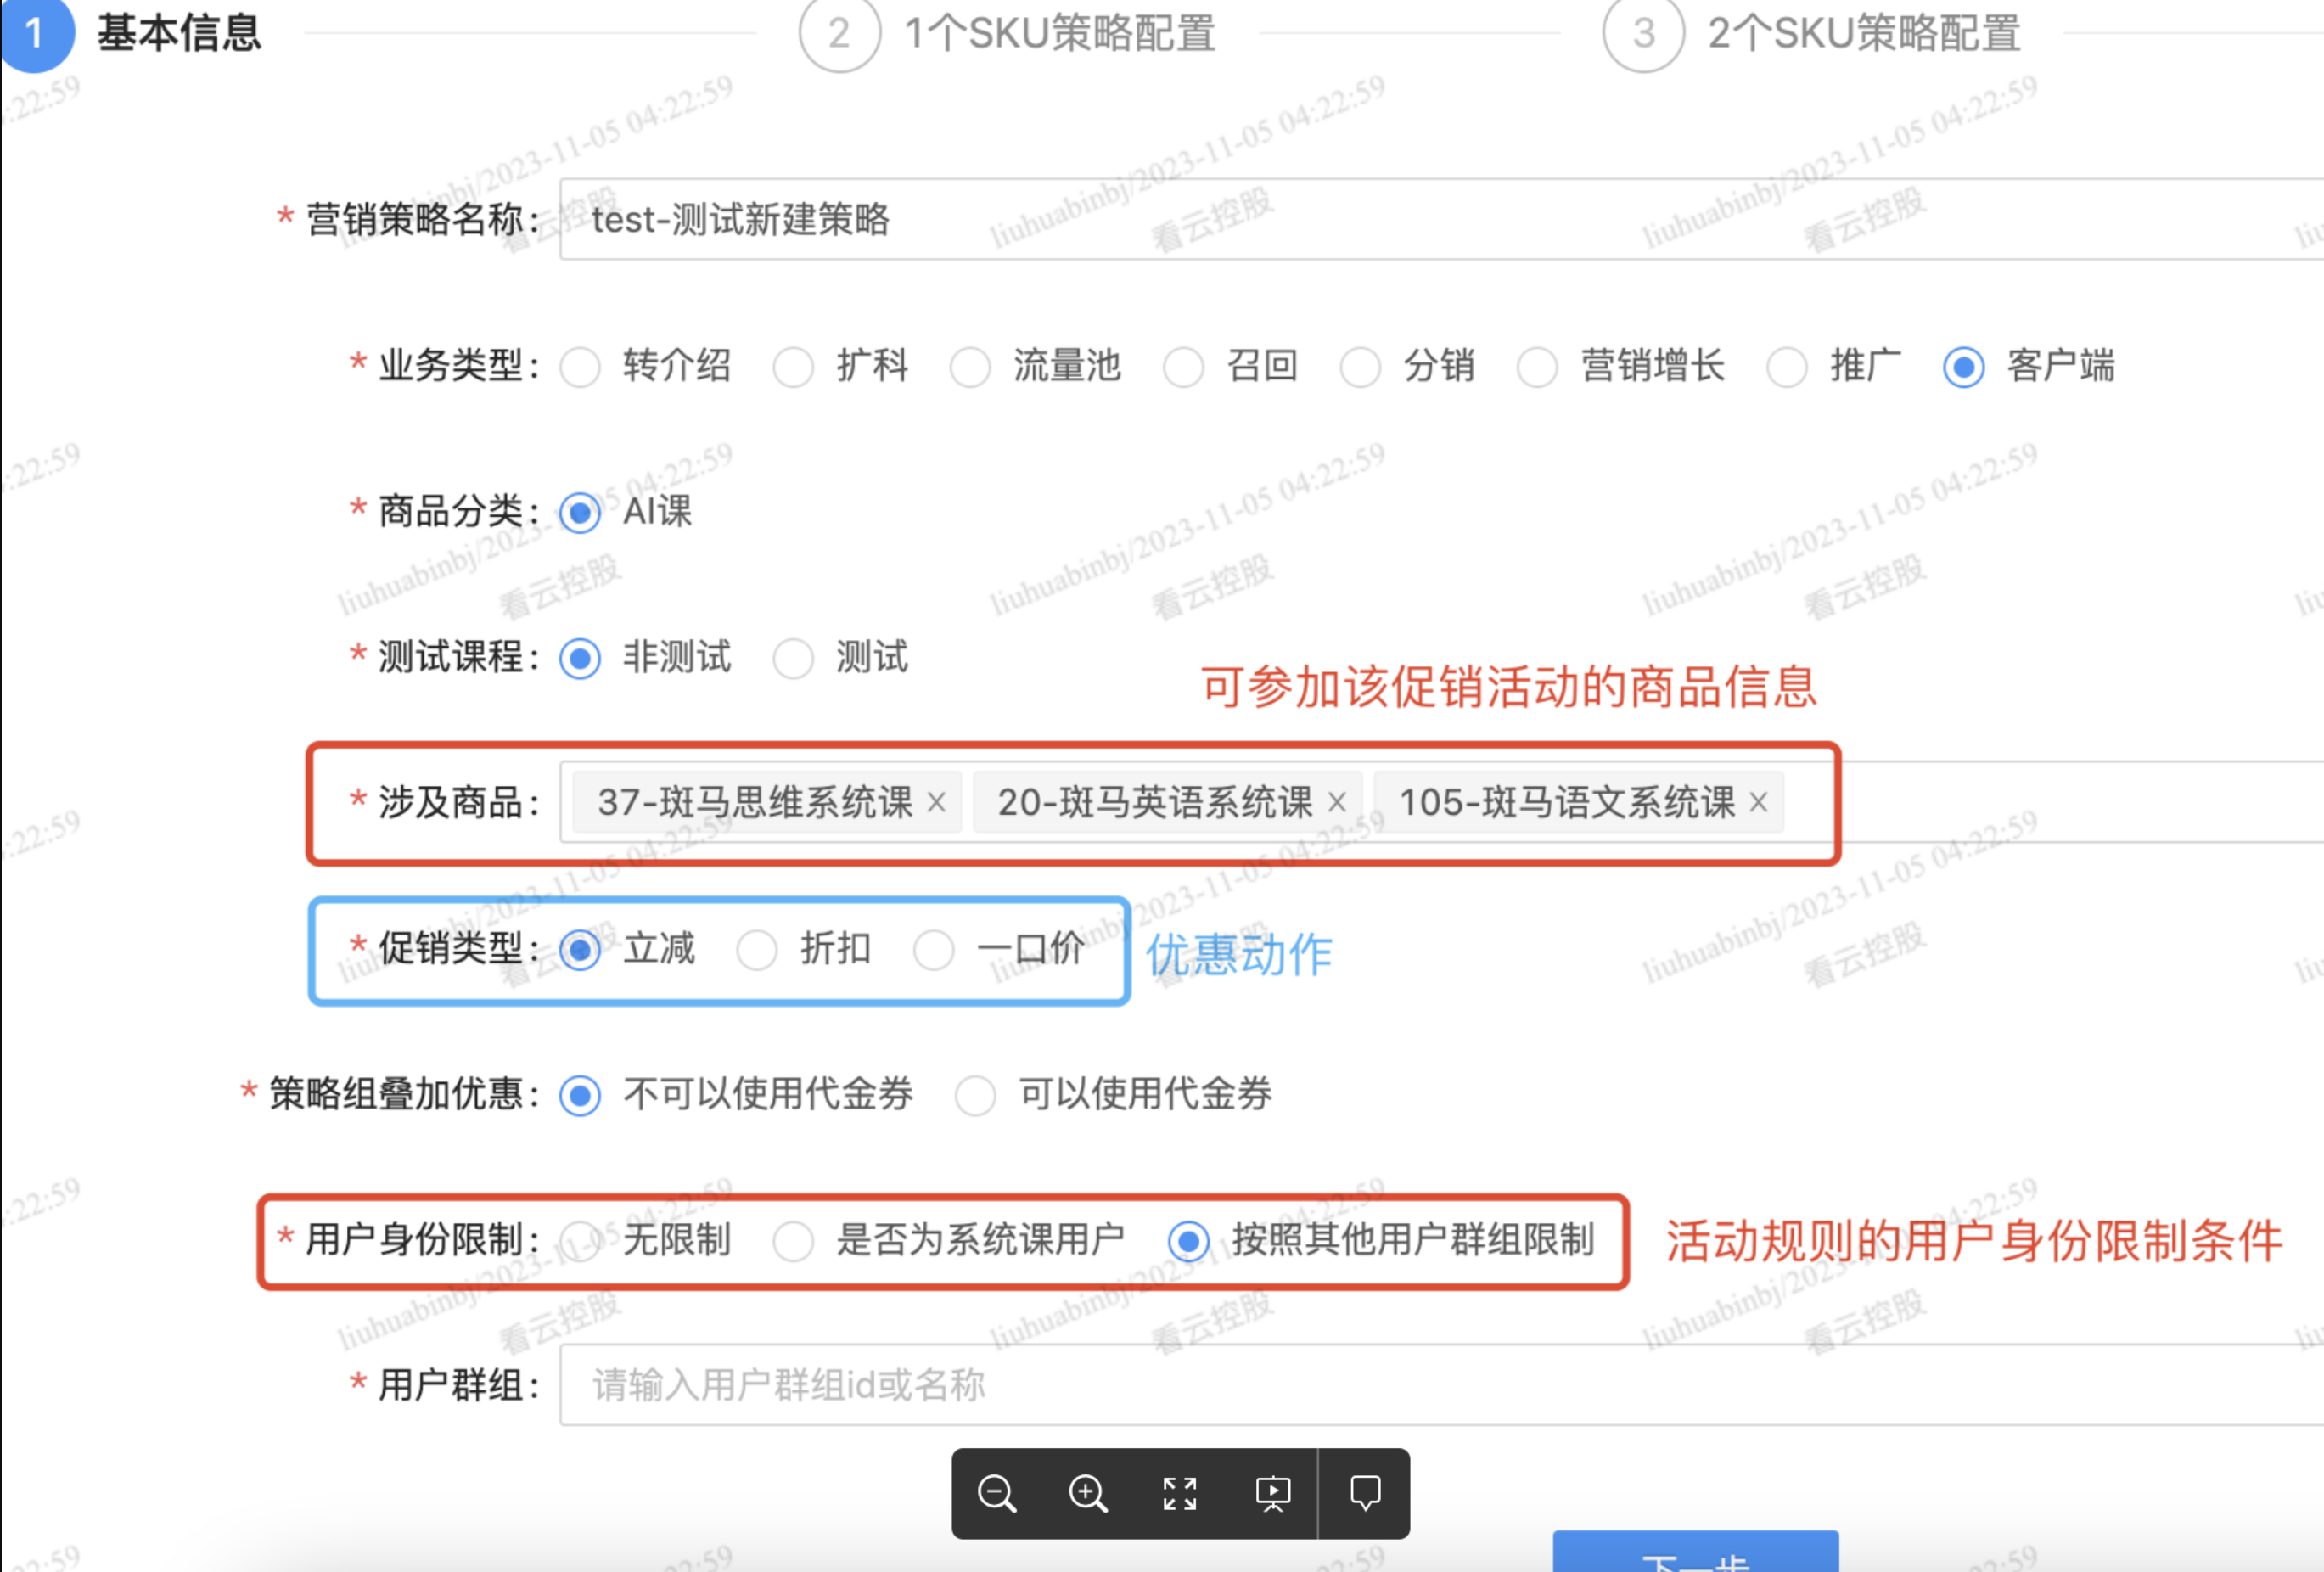 1 基本信息 2 1个SKU策略配置 3 2个SKU策略配置
* 营销策略名称: test-测试新建策略
* 业务类型: 转介绍 扩科 流量池 召回 分销 营销增长 推广 客户端
* 商品分类: AI课
* 测试课程: 非测试 测试
可参加该促销活动的商品信息
* 涉及商品: 37-斑马思维系统课 × 20-斑马英语系统课 × 105-斑马语文系统课 ×
* 促销类型: 立减 折扣 一口价 优惠动作
* 策略组叠加优惠: 不可以使用代金券 可以使用代金券
* 用户身份限制: 无限制 是否为系统课用户 按照其他用户群组限制 活动规则的用户身份限制条件
* 用户群组: 请输入用户群组id或名称
下一步
liuhuabinbj/2023-11-05 04:22:59
看云控股